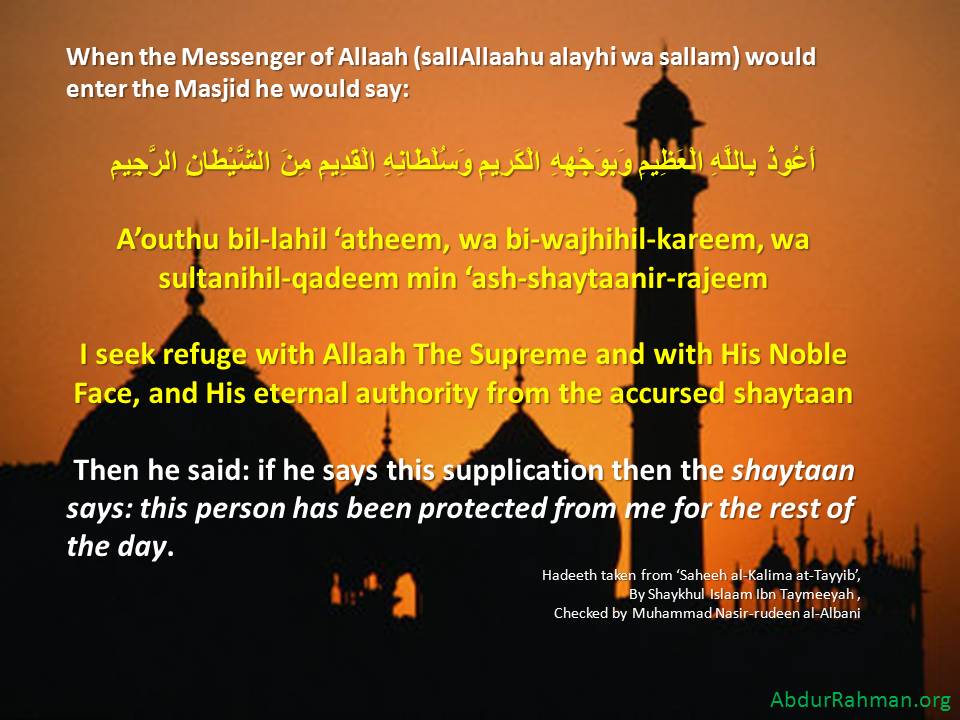 When the Messenger of Allaah (sallAllaahu alayhi wa sallam) would
enter the Masjid he would say:
أَعُوذُ بِاللَّهِ الْعَظِيمِ وَبِوَجْهِهِ الْكَرِيمِ وَسُلْطَانِهِ الْقَدِيمِ مِنَ الشَّيْطَانِ الرَّجِيمِ
A’outhu bil-lahil ‘atheem, wa bi-wajhihil-kareem, wa
sultanihil-qadeem min ‘ash-shaytaanir-rajeem
I seek refuge with Allaah The Supreme and with His Noble
Face, and His eternal authority from the accursed shaytaan
Then he said: if he says this supplication then the shaytaan
says: this person has been protected from me for the rest of
the day.
Hadeeth taken from ‘Saheeh al-Kalima at-Tayyib’,
By Shaykhul Islaam Ibn Taymeeyah ,
Checked by Muhammad Nasir-rudeen al-Albani
AbdurRahman.org